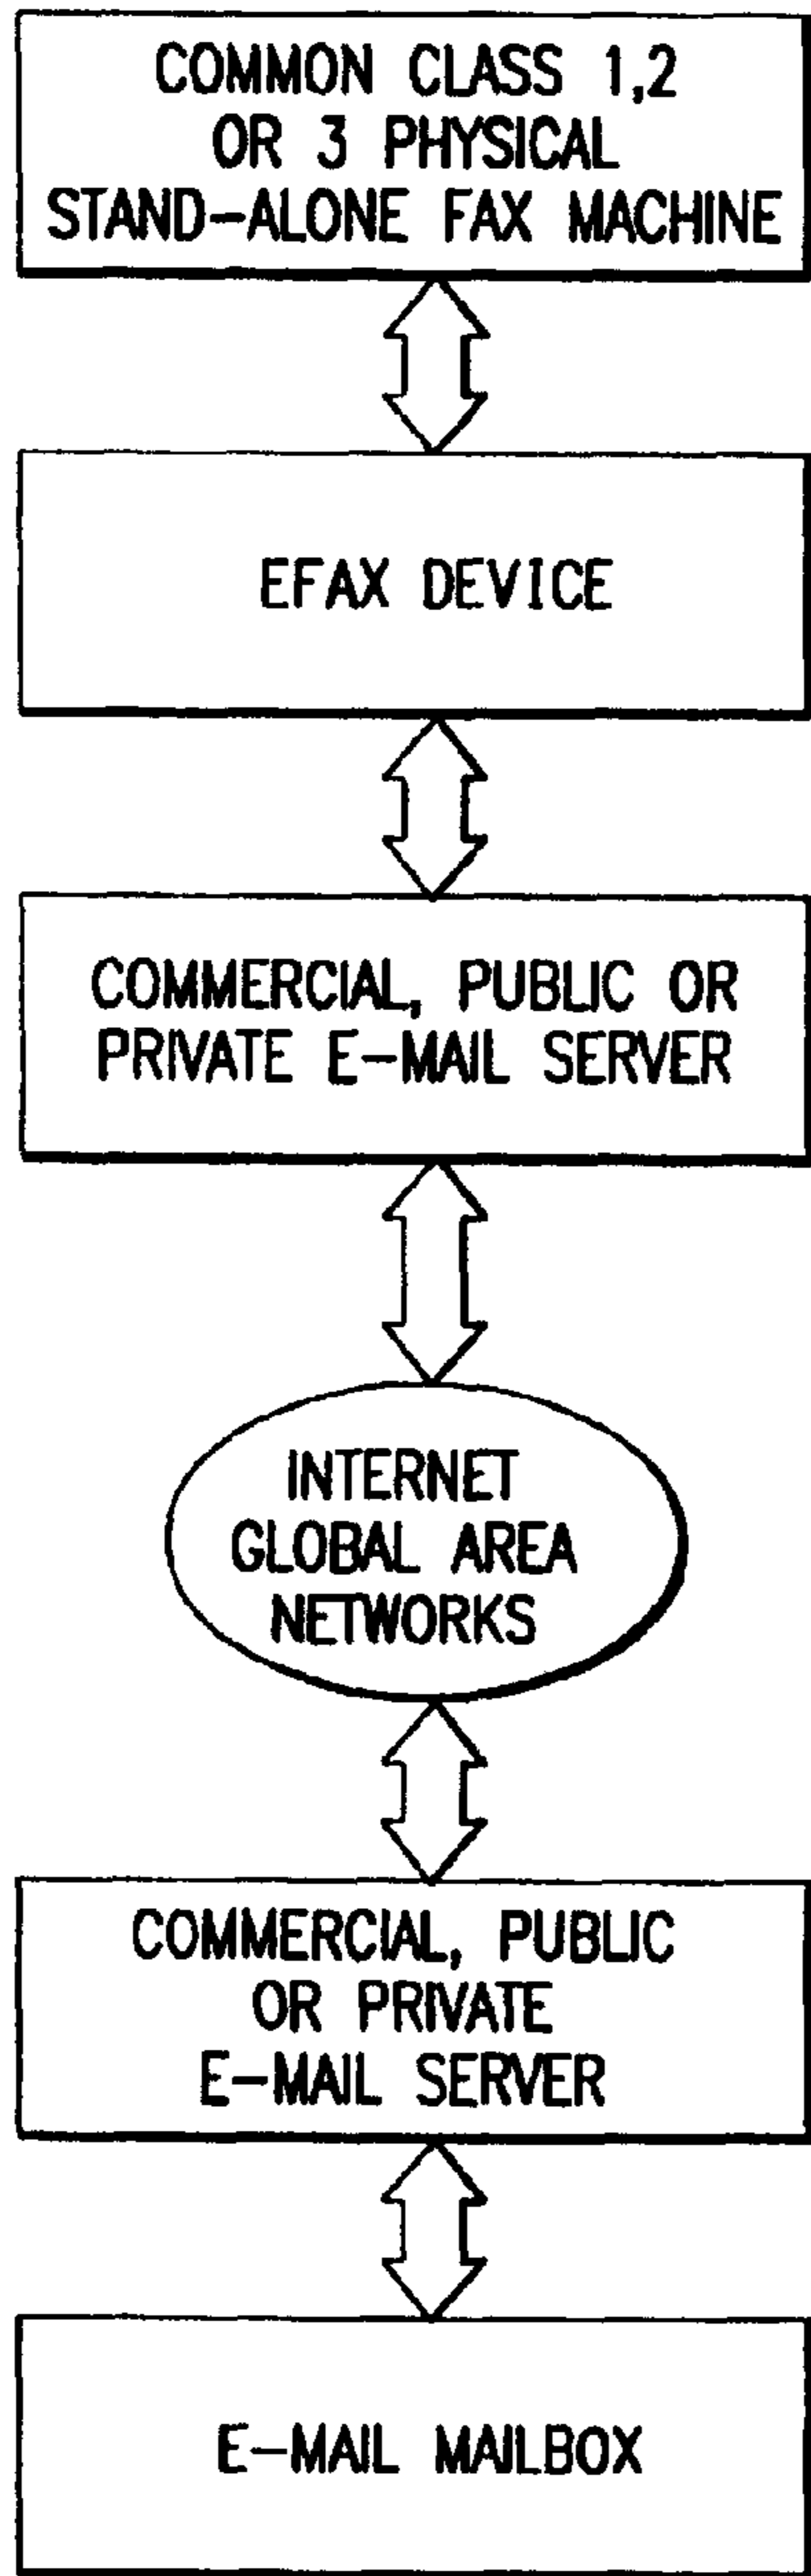 COMMON CLASS 1,2
OR 3 PHYSICAL
STAND-ALONE FAX MACHINE
EFAX DEVICE
COMMERCIAL, PUBLIC OR
PRIVATE E-MAIL SERVER
INTERNET
GLOBAL AREA
NETWORKS
COMMERCIAL, PUBLIC
OR PRIVATE
E-MAIL SERVER
E-MAIL MAILBOX